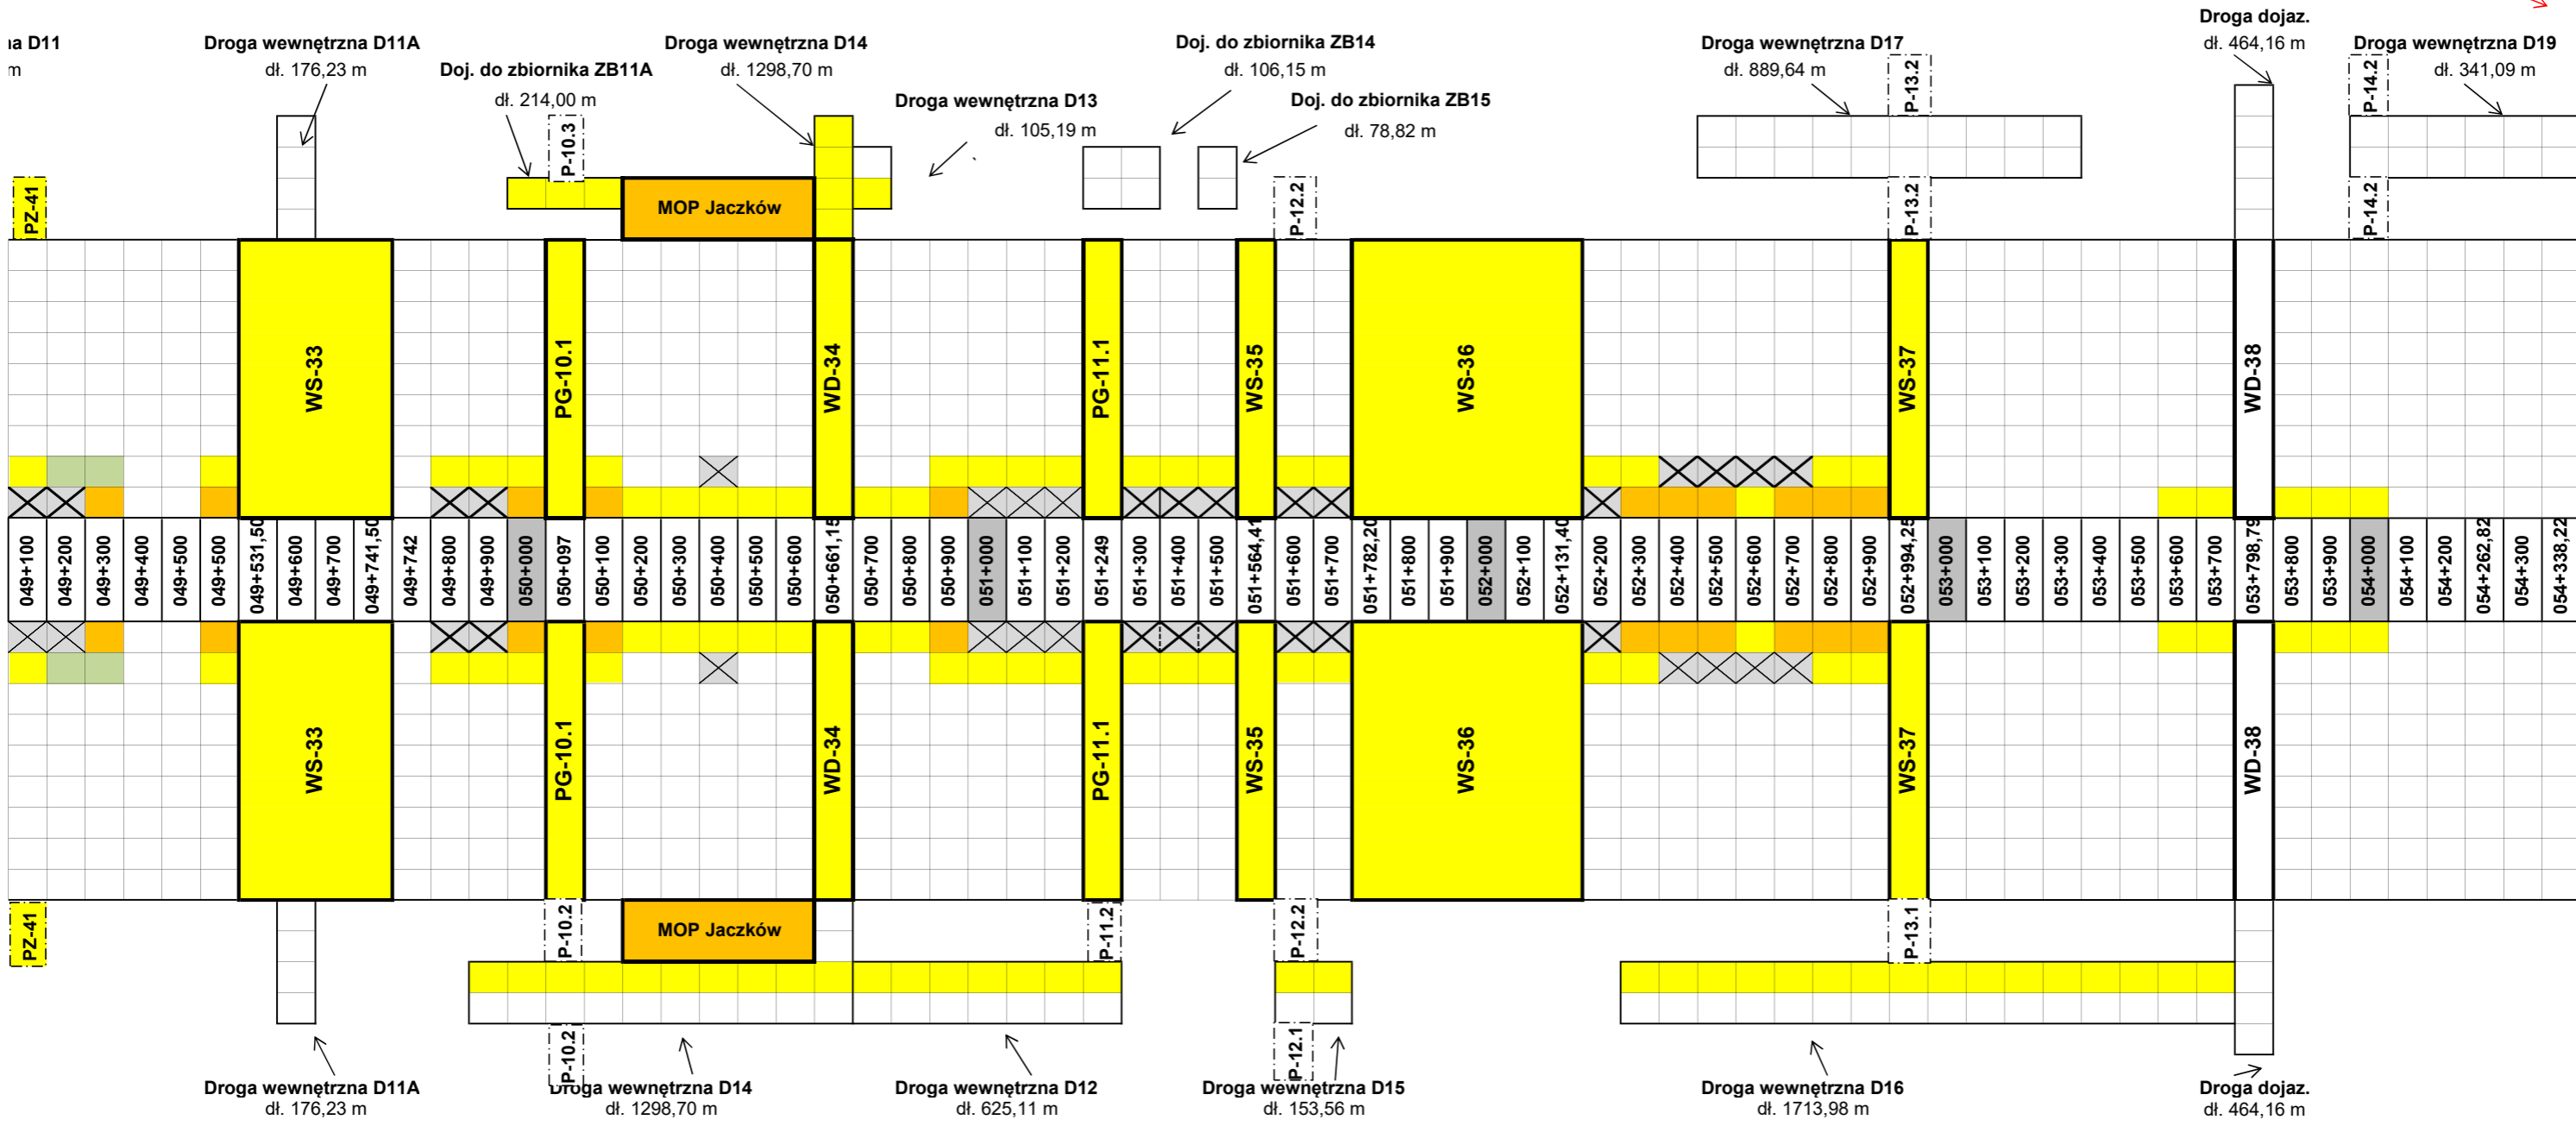 Droga dojaz.
na D11
Droga wewnętrzna D11A
Droga wewnętrzna D14
Doj. do zbiornika ZB14
Droga wewnętrzna D17
dł. 464,16 m
Droga wewnętrzna D19
m
dł. 176,23 m
Doj. do zbiornika ZB11A
dł. 1298,70 m
dł. 106,15 m
dł. 889,64 m
P-13.2
P-14.2
dł. 341,09 m
dł. 214,00 m
Droga wewnętrzna D13
Doj. do zbiornika ZB15
P-10.3
dł. 105,19 m
dł. 78,82 m
PZ-41
MOP Jaczków
P-12.2
P-13.2
P-14.2
WS-33
PG-10.1
WD-34
PG-11.1
WS-35
WS-36
WS-37
WD-38
049+100
049+200
049+300
049+400
049+500
049+500
049+531,50
049+600
049+700
049+741,50
049+742
049+800
049+900
050+000
050+097
050+100
050+200
050+300
050+400
050+500
050+600
050+661,15
050+700
050+800
050+900
051+000
051+100
051+200
051+249
051+300
051+400
051+500
051+564,41
051+600
051+700
051+782,20
051+800
051+900
052+000
052+100
052+131,40
052+200
052+300
052+400
052+500
052+600
052+700
052+800
052+900
052+994,25
053+000
053+100
053+200
053+300
053+400
053+500
053+600
053+700
053+798,79
053+800
053+900
054+000
054+100
054+200
054+262,82
054+300
054+338,22
WS-33
PG-10.1
WD-34
PG-11.1
WS-35
WS-36
WS-37
WD-38
PZ-41
P-10.2
MOP Jaczków
P-11.2
P-12.2
P-13.1
P-10.2
P-12.1
Droga wewnętrzna D11A
Droga wewnętrzna D14
Droga wewnętrzna D12
Droga wewnętrzna D15
Droga wewnętrzna D16
Droga dojaz.
dł. 176,23 m
dł. 1298,70 m
dł. 625,11 m
dł. 153,56 m
dł. 1713,98 m
dł. 464,16 m